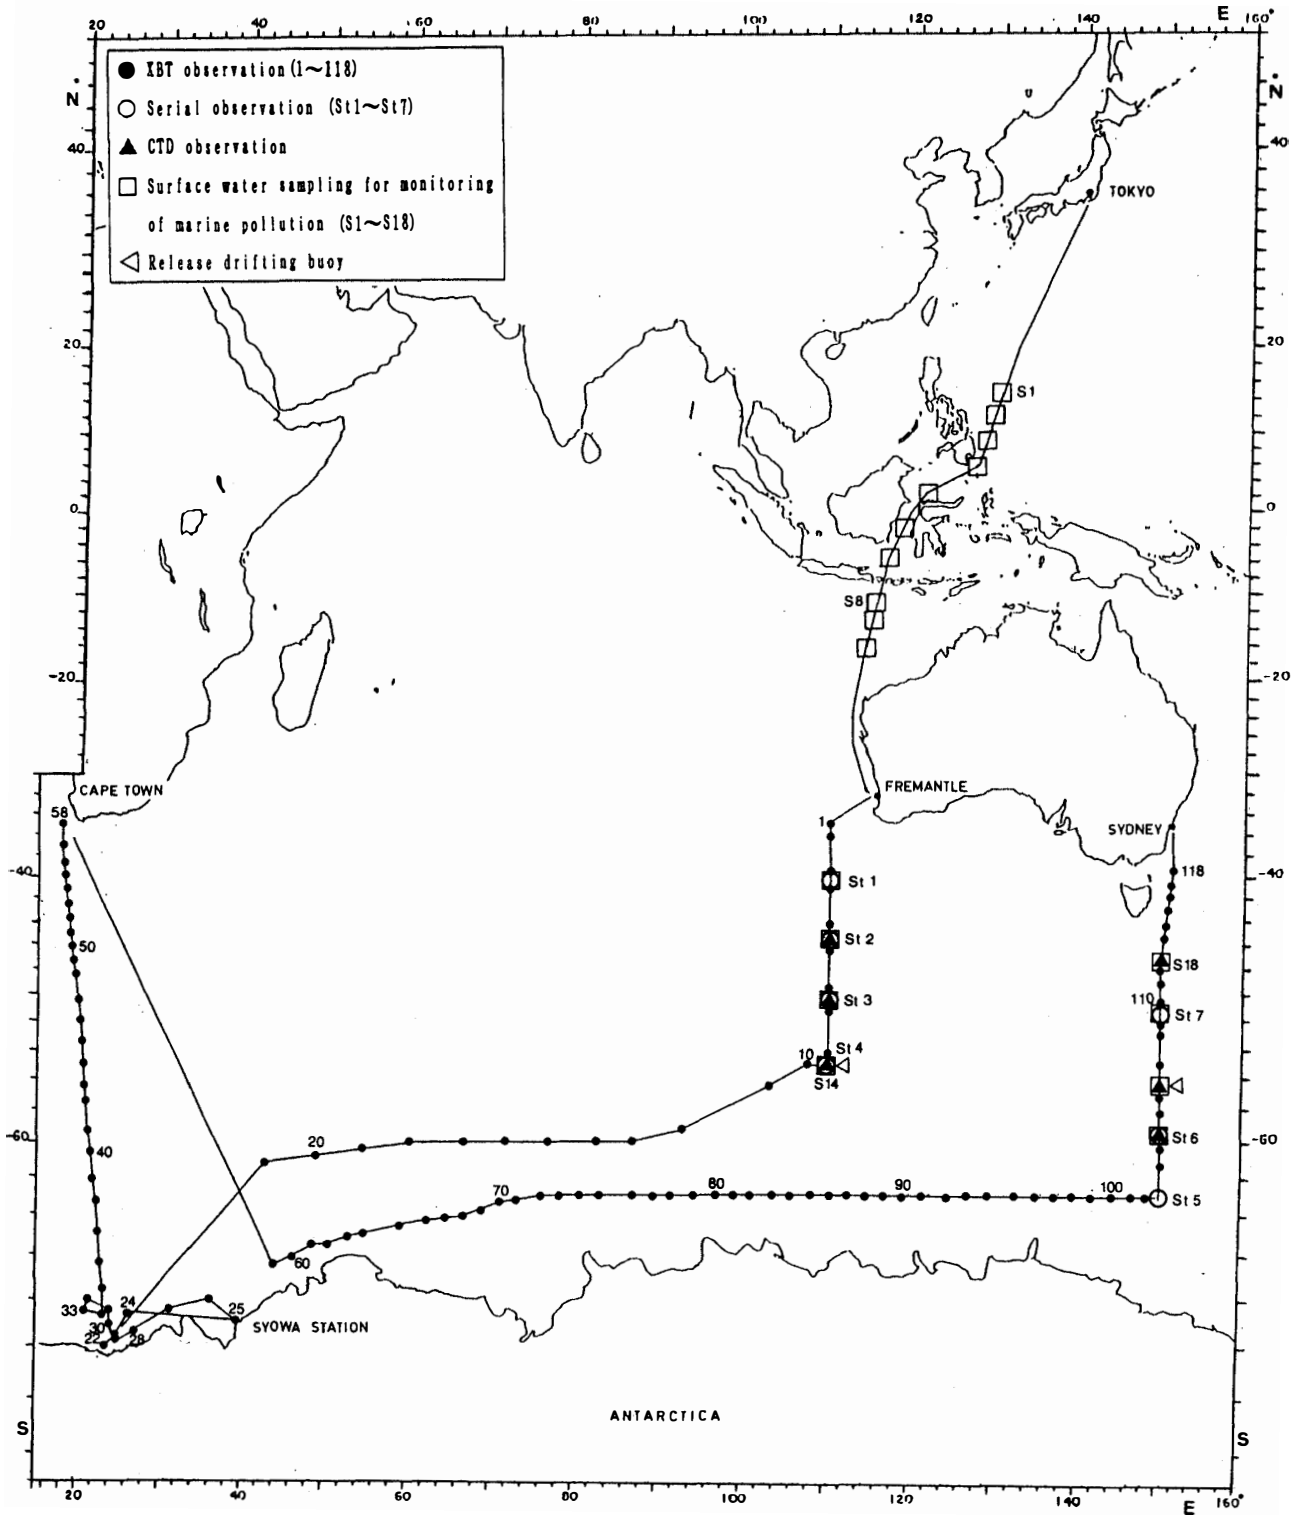 20 40 60 80 100 120 140 E 160°
XBT observation(1~118)
Serial observation (St1~St7)
CTD observation
Surface water sampling for monitoring
of marine pollution (S1~S18)
Release drifting buoy
N
N
40
40
TOKYO
20
20
S1
0
0
S8
-20
-20
CAPE TOWN
FREMANTLE
58
1
SYDNEY
118
-40
-40
St 1
50
St 2
S18
St 3
110
St 7
St 4
10
S14
-60
20
St 6
-60
40
70
80
90
100
St 5
60
24
33
25
30
SYOWA STATION
22
28
ANTARCTICA
S
S
20 40 60 80 100 120 140 E 160°